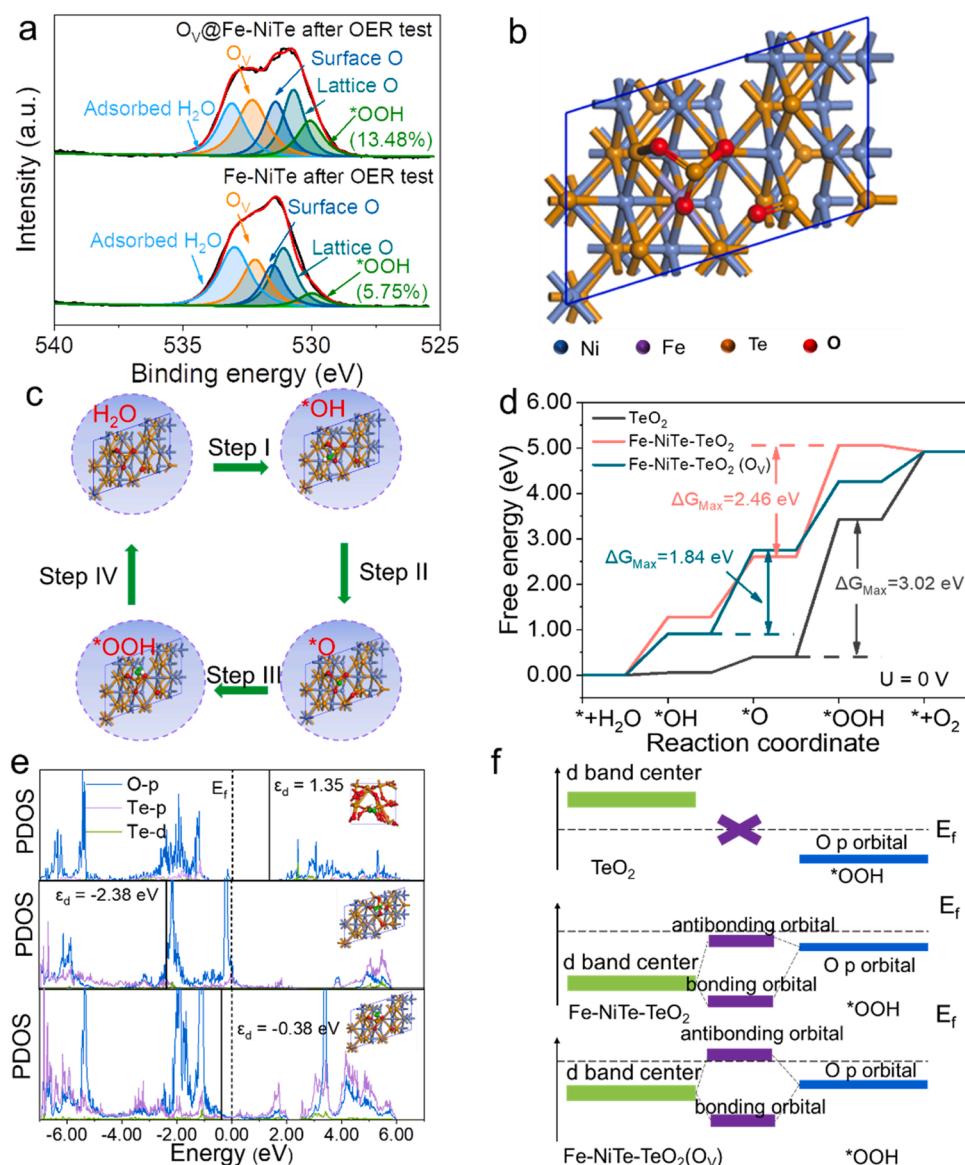 a
O_V@Fe-NiTe after OER test
O_V
Surface O
Lattice O
Adsorbed H₂O
*OOH
(13.48%)
Fe-NiTe after OER test
O_V
Surface O
Adsorbed H₂O
Lattice O
*OOH
(5.75%)
Intensity (a.u.)
540 535 530 525
Binding energy (eV)
b
Ni Fe Te O
c
H₂O
*OH
Step I
Step II
Step III
Step IV
*OOH
*O
d
6.00
5.00
4.00
3.00
2.00
1.00
0.00
Free energy (eV)
TeO₂
Fe-NiTe-TeO₂
Fe-NiTe-TeO₂ (O_V)
ΔG_Max=2.46 eV
ΔG_Max=1.84 eV
ΔG_Max=3.02 eV
U = 0 V
*+H₂O *OH *O *OOH *+O₂
Reaction coordinate
e
PDOS
O-p
Te-p
Te-d
E_f
ε_d = 1.35
PDOS
ε_d = -2.38 eV
PDOS
ε_d = -0.38 eV
-6.00 -4.00 -2.00 0.00 2.00 4.00 6.00
Energy (eV)
f
d band center
E_f
O p orbital
TeO₂
*OOH
E_f
antibonding orbital
d band center
O p orbital
bonding orbital
Fe-NiTe-TeO₂
*OOH
E_f
antibonding orbital
d band center
O p orbital
bonding orbital
Fe-NiTe-TeO₂(O_V)
*OOH